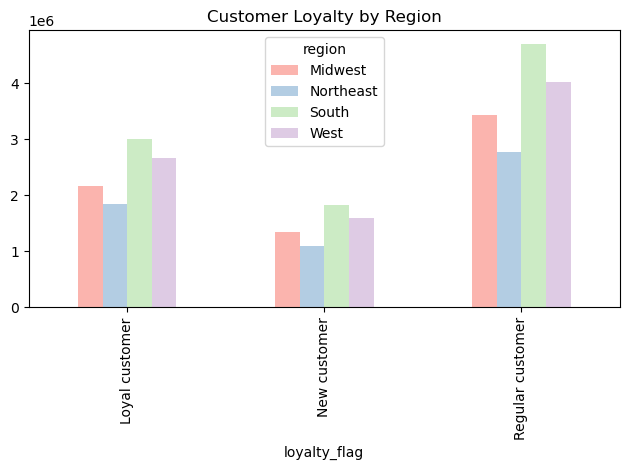 Customer Loyalty by Region
1e6
region
Midwest
Northeast
South
West
4
3
2
1
0
Loyal customer
New customer
Regular customer
loyalty_flag